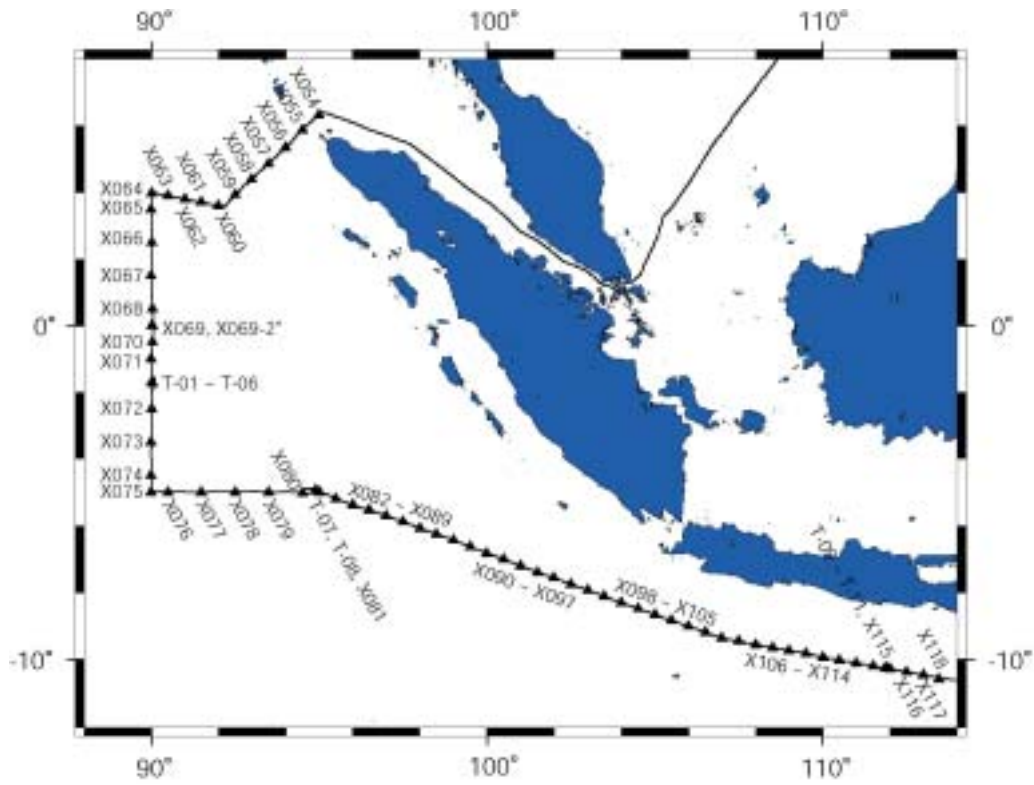 90°
100°
110°
X054
X055
X056
X057
X058
X059
X061
X063
X064
X065
X062
X060
X066
X067
X068
0°
X069, X069-2"
0°
X070
X071
T-01 – T-06
X072
X073
X074
X075
X080
X076
X077
X078
X079
T-07, T-08, X081
X082 – X089
X090 – X097
X098 – X105
X106 – X114
X115
X116
X117
X118
-10°
-10°
90°
100°
110°